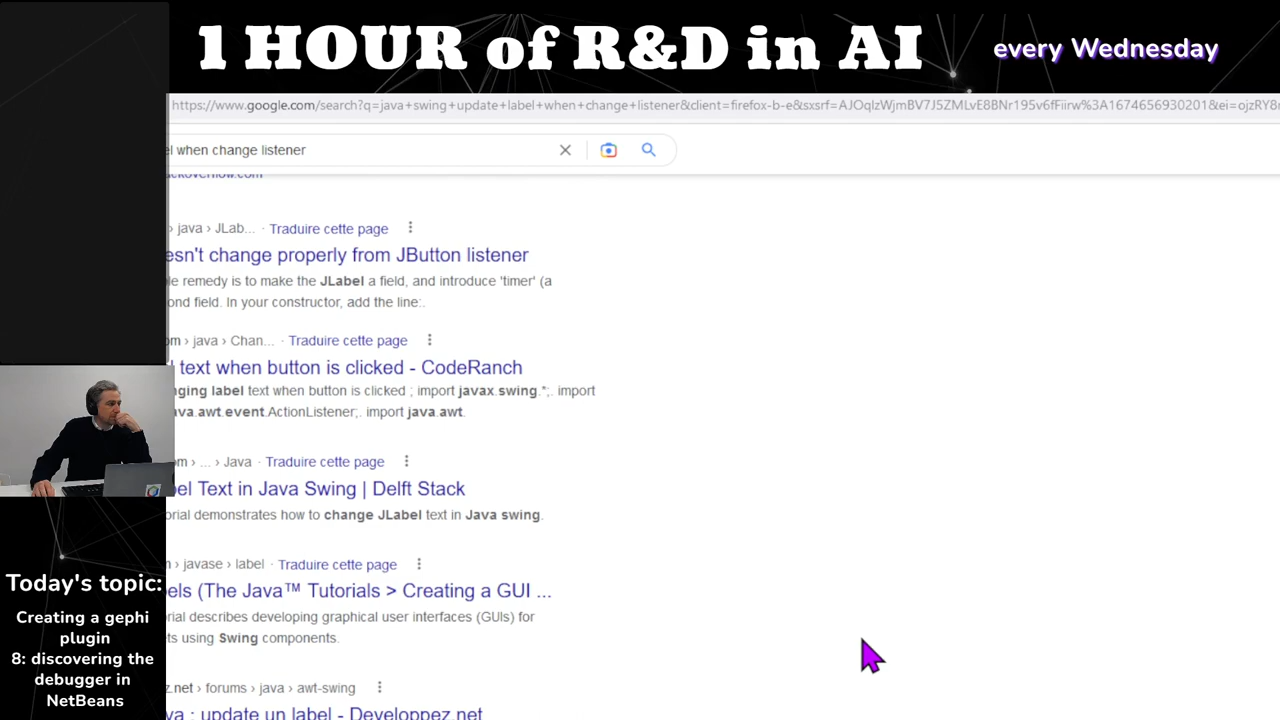 1 HOUR of R&D in AI
every Wednesday
https://www.google.com/search?q=java+swing+update+label+when+change+listener&client=firefox-b-e&sxsrf=AJOqlzWjmBV7J5ZMLvE8BNr195v6fFiirw%3A1674656930201&ei=ojzRY8r
el when change listener
ackoverflow.com
› java › JLab... · Traduire cette page
esn't change properly from JButton listener
le remedy is to make the JLabel a field, and introduce 'timer' (a
ond field. In your constructor, add the line:.
om › java › Chan... · Traduire cette page
l text when button is clicked - CodeRanch
nging label text when button is clicked ; import javax.swing.*;. import
ava.awt.event.ActionListener;. import java.awt.
om › ... › Java · Traduire cette page
bel Text in Java Swing | Delft Stack
orial demonstrates how to change JLabel text in Java swing.
n › javase › label · Traduire cette page
els (The Java™ Tutorials > Creating a GUI ...
orial describes developing graphical user interfaces (GUIs) for
ets using Swing components.
z.net › forums › java › awt-swing
va : update un label - Developpez.net
Today's topic:
Creating a gephi
plugin
8: discovering the
debugger in
NetBeans